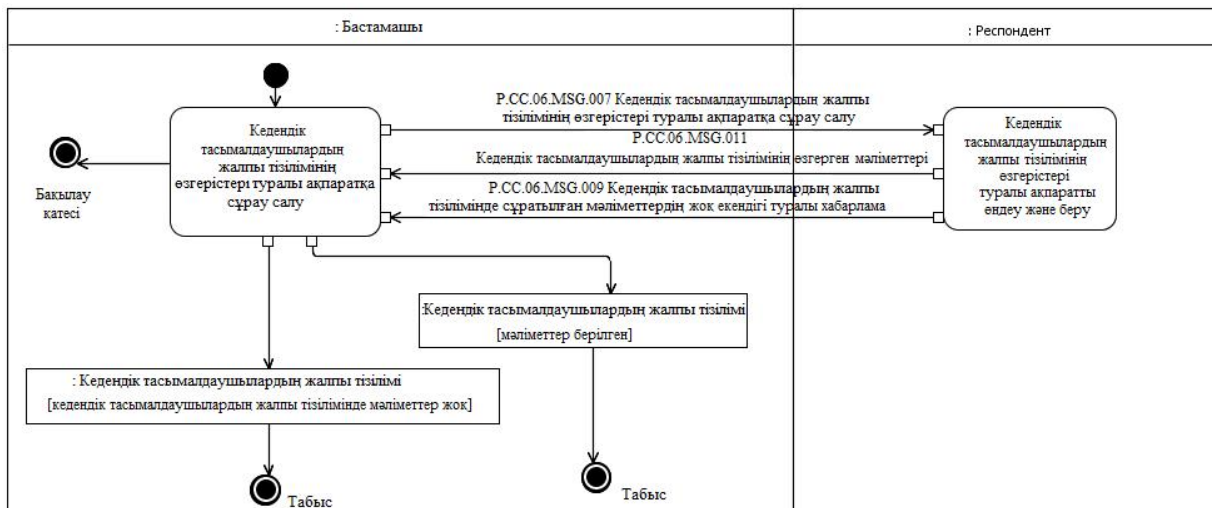 : Бастамашы
: Респондент
P.CC.06.MSG.007 Кедендік тасымалдаушылардың жалпы
тізілімінің өзгерістері туралы ақпаратқа сұрау салу
P.CC.06.MSG.011
Кедендік тасымалдаушылардың жалпы тізілімінің өзгерген мәліметтері
P.CC.06.MSG.009 Кедендік тасымалдаушылардың жалпы
тізілімінде сұратылған мәліметтердің жоқ екендігі туралы хабарлама
Кедендік
тасымалдаушылардың
жалпы тізілімінің
өзгерістері туралы ақпаратқа
сұрау салу
Кедендік
тасымалдаушылардың
жалпы тізілімінің
өзгерістері
туралы ақпаратты
өңдеу және беру
Бақылау
қатесі
:Кедендік тасымалдаушылардың жалпы тізілімі
[мәліметтер берілген]
: Кедендік тасымалдаушылардың жалпы тізілімі
[кедендік тасымалдаушылардың жалпы тізілімінде мәліметтер жоқ]
Табыс
Табыс